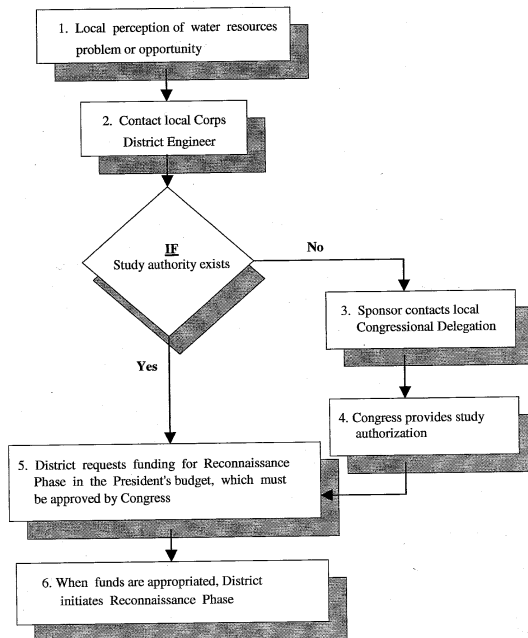 1. Local perception of water resources
problem or opportunity
2. Contact local Corps
District Engineer
IF
Study authority exists
No
3. Sponsor contacts local
Congressional Delegation
Yes
4. Congress provides study
authorization
5. District requests funding for Reconnaissance
Phase in the President's budget, which must
be approved by Congress
6. When funds are appropriated, District
initiates Reconnaissance Phase